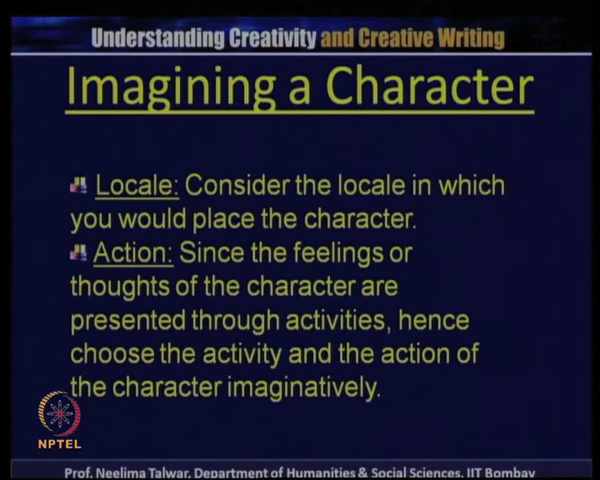 Understanding Creativity and Creative Writing
Imagining a Character
Locale: Consider the locale in which
you would place the character.
Action: Since the feelings or
thoughts of the character are
presented through activities, hence
choose the activity and the action of
the character imaginatively.
NPTEL
Prof. Neelima Talwar, Department of Humanities & Social Sciences, IIT Bombay